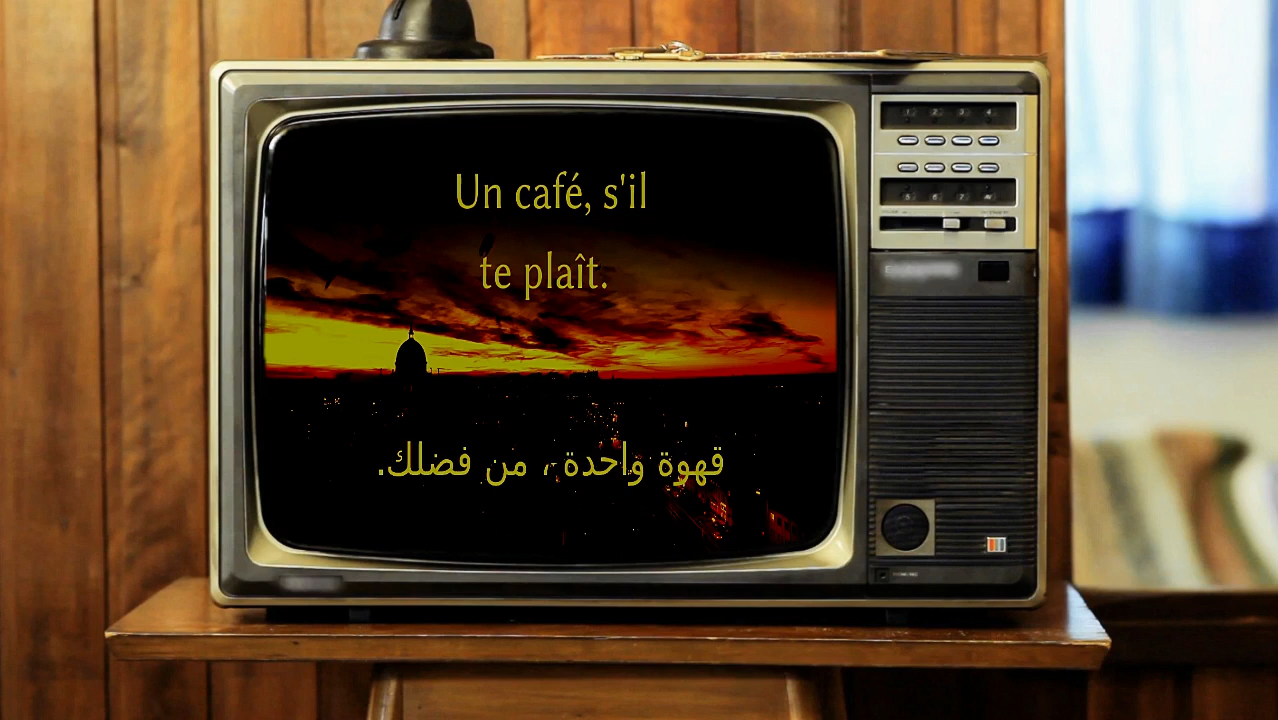 Un café, s'il
te plaît.
قهوة واحدة ، من فضلك.